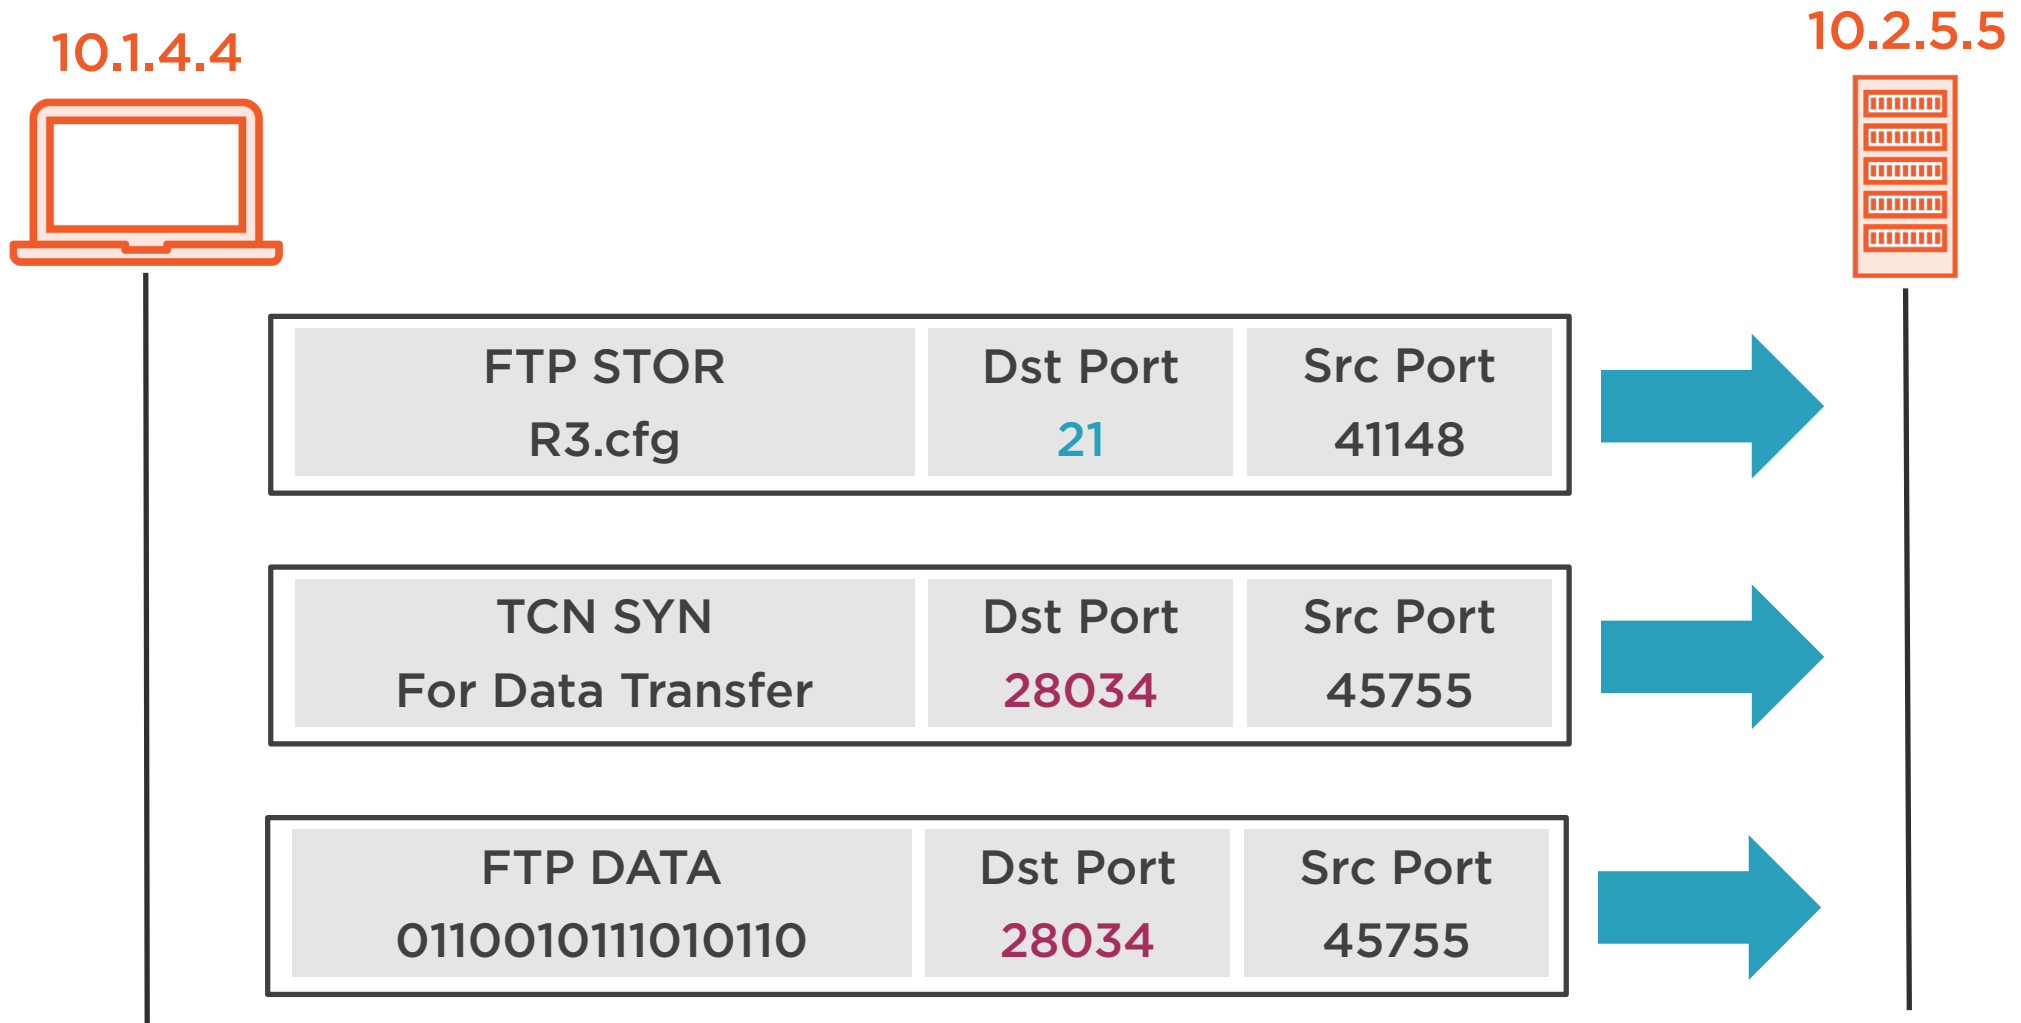 10.1.4.4
10.2.5.5
FTP STOR
R3.cfg
Dst Port
21
Src Port
41148
TCN SYN
For Data Transfer
Dst Port
28034
Src Port
45755
FTP DATA
0110010111010110
Dst Port
28034
Src Port
45755